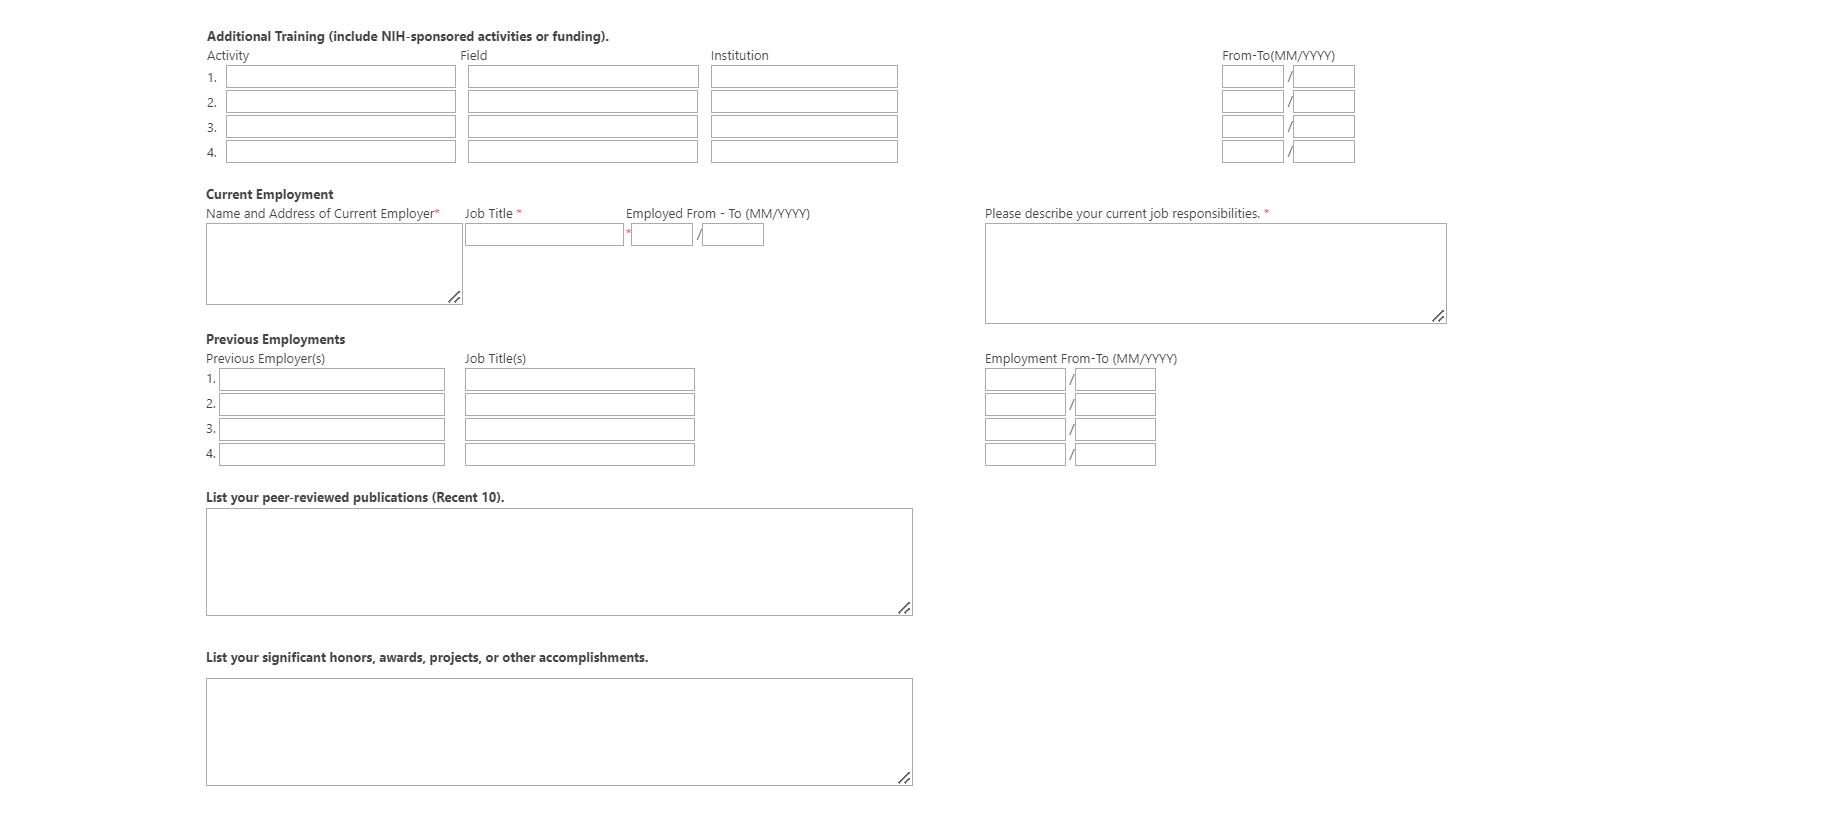 Additional Training (include NIH-sponsored activities or funding).
Activity Field Institution From-To(MM/YYYY)
1. /
2. /
3. /
4. /
Current Employment
Name and Address of Current Employer* Job Title * Employed From - To (MM/YYYY) Please describe your current job responsibilities. *
* /
Previous Employments
Previous Employer(s) Job Title(s) Employment From-To (MM/YYYY)
1. /
2. /
3. /
4. /
List your peer-reviewed publications (Recent 10).
List your significant honors, awards, projects, or other accomplishments.